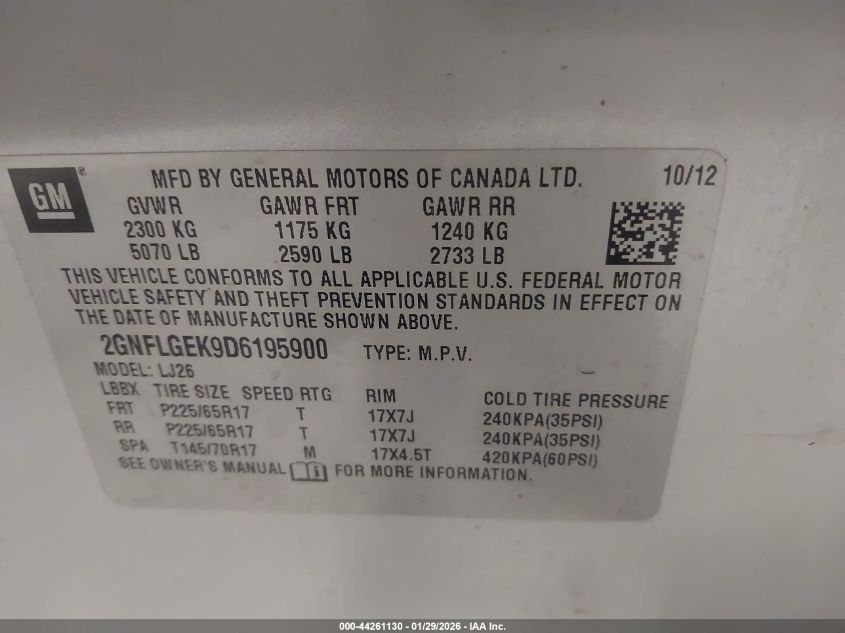 GM® MFD BY GENERAL MOTORS OF CANADA LTD. 10/12
GVWR GAWR FRT GAWR RR
2300 KG 1175 KG 1240 KG
5070 LB 2590 LB 2733 LB
THIS VEHICLE CONFORMS TO ALL APPLICABLE U.S. FEDERAL MOTOR
VEHICLE SAFETY AND THEFT PREVENTION STANDARDS IN EFFECT ON
THE DATE OF MANUFACTURE SHOWN ABOVE.
2GNFLGEK9D6195900 TYPE: M.P.V.
MODEL: LJ26
LBBX TIRE SIZE SPEED RTG RIM COLD TIRE PRESSURE
FRT P225/65R17 T 17X7J 240KPA(35PSI)
RR P225/65R17 T 17X7J 240KPA(35PSI)
SPA T145/70R17 M 17X4.5T 420KPA(60PSI)
SEE OWNER'S MANUAL FOR MORE INFORMATION.
000-44261130 - 01/29/2026 - IAA Inc.